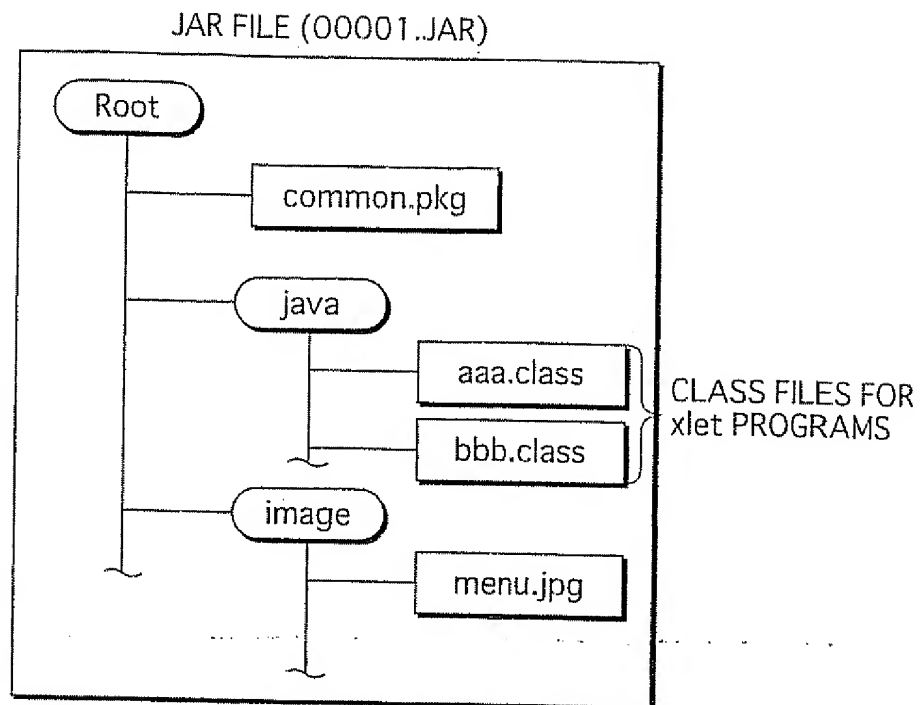 JAR FILE (00001.JAR)
Root
common.pkg
java
aaa.class
bbb.class
CLASS FILES FOR
xlet PROGRAMS
image
menu.jpg